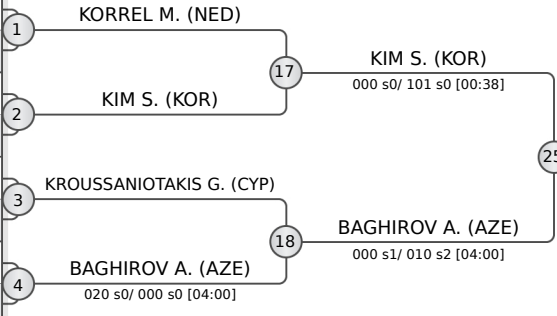 KORREL M. (NED)
1
17
KIM S. (KOR)
000 s0/ 101 s0 [00:38]
KIM S. (KOR)
2
25
KROUSSANIOTAKIS G. (CYP)
3
18
BAGHIROV A. (AZE)
000 s1/ 010 s2 [04:00]
BAGHIROV A. (AZE)
020 s0/ 000 s0 [04:00]
4